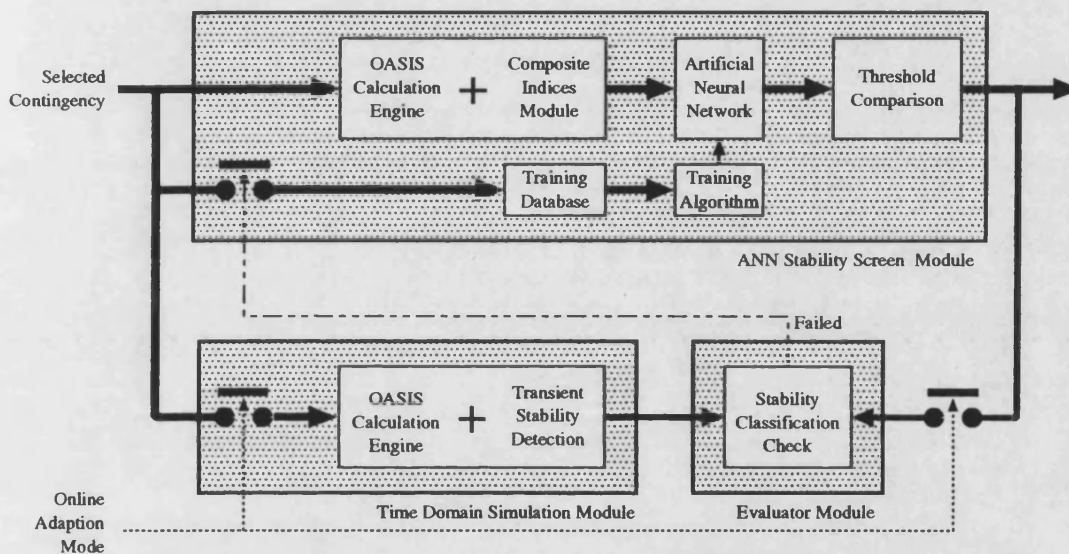 Selected
Contingency
OASIS
Calculation
Engine
+
Composite
Indices
Module
Artificial
Neural
Network
Threshold
Comparison
Training
Database
Training
Algorithm
ANN Stability Screen Module
Failed
OASIS
Calculation
Engine
+
Transient
Stability
Detection
Stability
Classification
Check
Online
Adaption
Mode
Time Domain Simulation Module
Evaluator Module